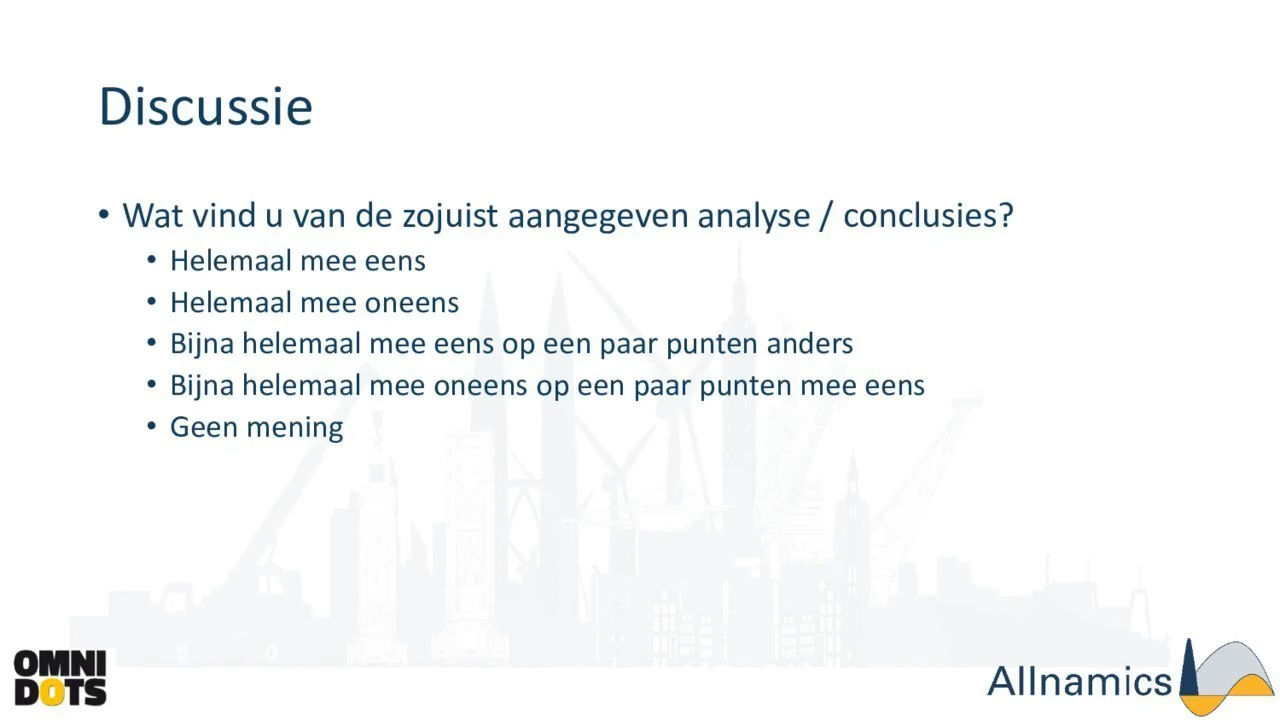 Discussie
• Wat vind u van de zojuist aangegeven analyse / conclusies?
• Helemaal mee eens
• Helemaal mee oneens
• Bijna helemaal mee eens op een paar punten anders
• Bijna helemaal mee oneens op een paar punten mee eens
• Geen mening
OMNI
DOTS
Allnamics